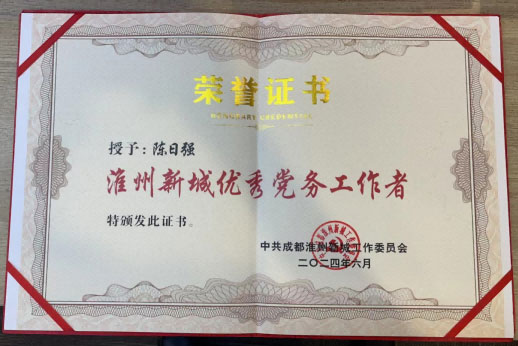 荣誉证书
授予：陈日强
淮州新城优秀党务工作者
特颁发此证书。
中共成都淮州新城工作委员会
二〇二四年六月